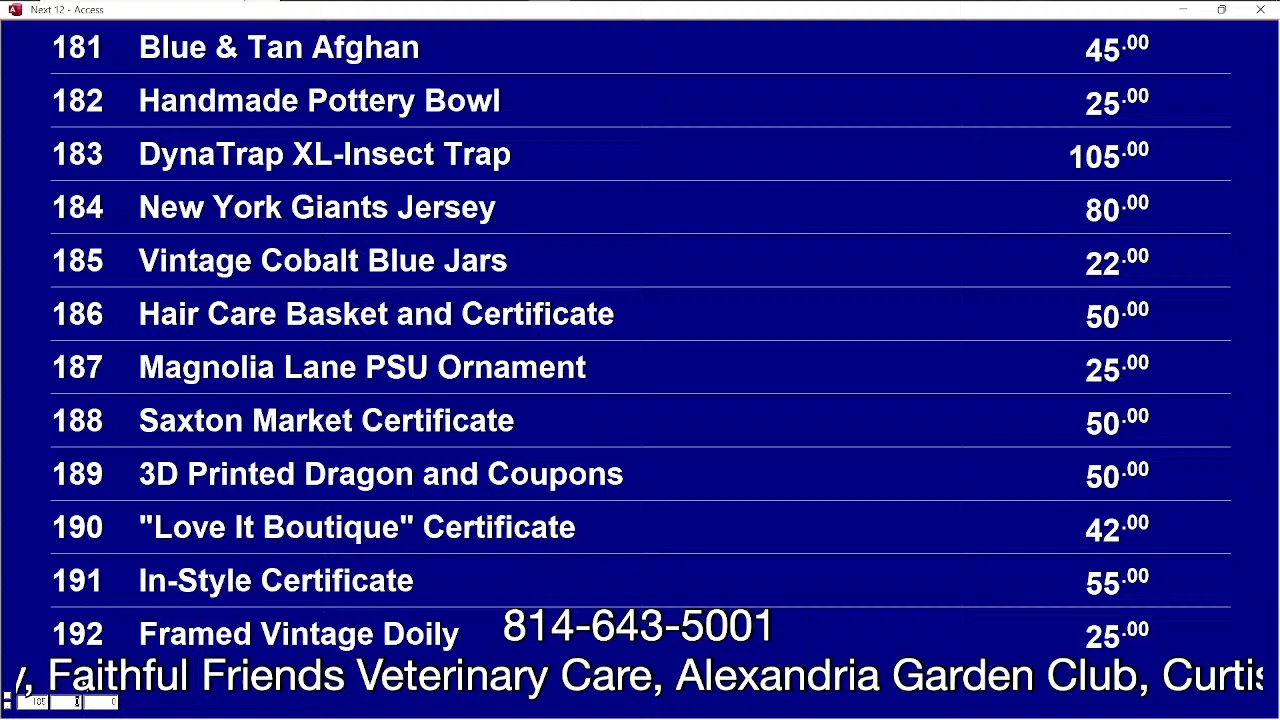 Next 12 - Access
181 Blue & Tan Afghan 45.00
182 Handmade Pottery Bowl 25.00
183 DynaTrap XL-Insect Trap 105.00
184 New York Giants Jersey 80.00
185 Vintage Cobalt Blue Jars 22.00
186 Hair Care Basket and Certificate 50.00
187 Magnolia Lane PSU Ornament 25.00
188 Saxton Market Certificate 50.00
189 3D Printed Dragon and Coupons 50.00
190 "Love It Boutique" Certificate 42.00
191 In-Style Certificate 55.00
192 Framed Vintage Doily 25.00
814-643-5001
, Faithful Friends Veterinary Care, Alexandria Garden Club, Curtis
185